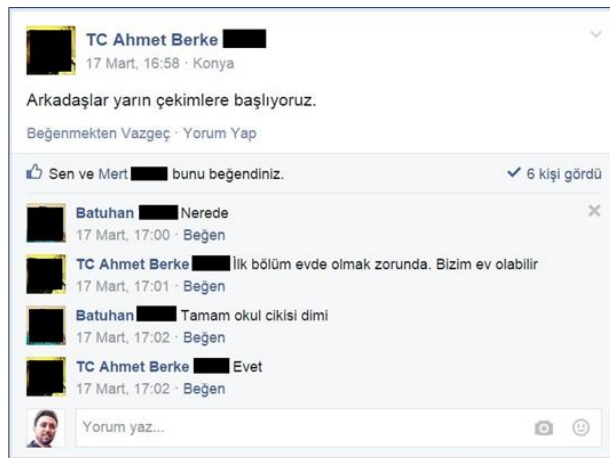 TC Ahmet Berke
17 Mart, 16:58 · Konya
Arkadaşlar yarın çekimlere başlıyoruz.
Beğenmekten Vazgeç · Yorum Yap
Sen ve Mert bunu beğendiniz.
6 kişi gördü
Batuhan Nerede
17 Mart, 17:00 · Beğen
TC Ahmet Berke İlk bölüm evde olmak zorunda. Bizim ev olabilir
17 Mart, 17:01 · Beğen
Batuhan Tamam okul cikisi dimi
17 Mart, 17:02 · Beğen
TC Ahmet Berke Evet
17 Mart, 17:02 · Beğen
Yorum yaz...